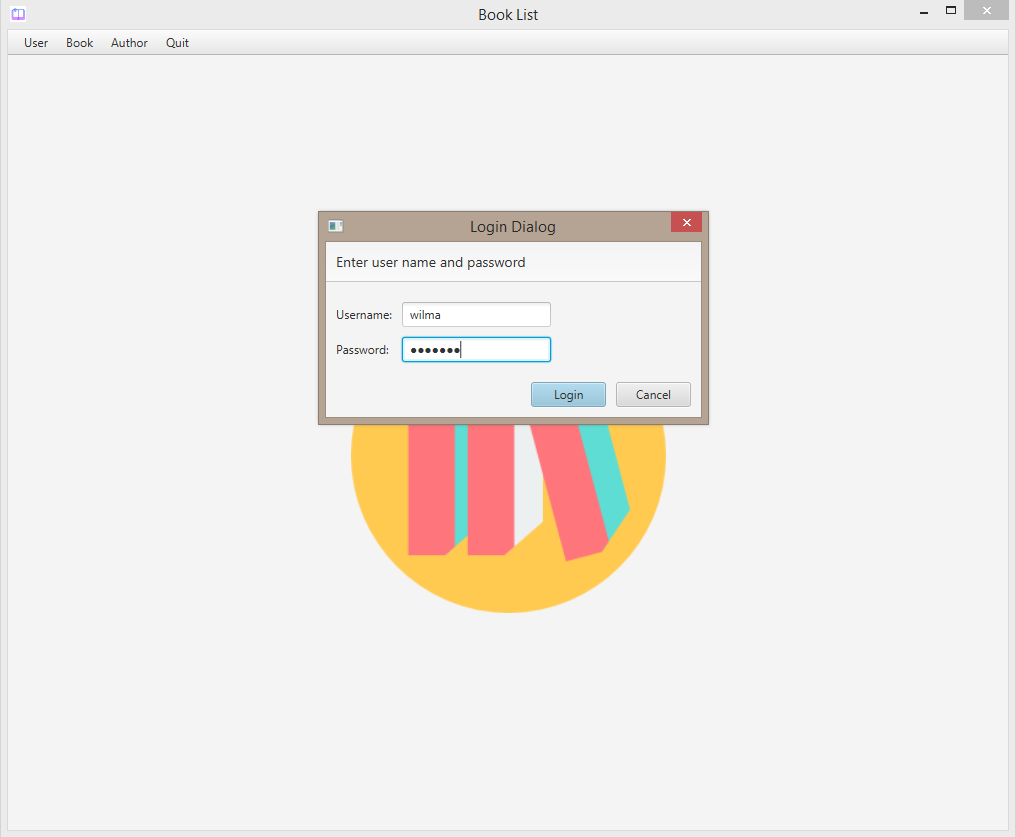 Book List
User Book Author Quit
Login Dialog
Enter user name and password
Username: wilma
Password: •••••••
Login Cancel